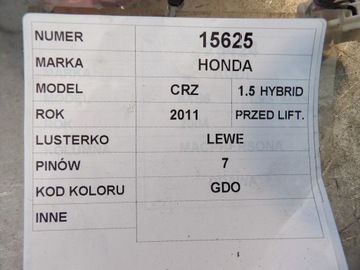 NUMER 15625
MARKA HONDA
MODEL CRZ 1.5 HYBRID
ROK 2011 PRZED LIFT.
LUSTERKO LEWE
PINÓW 7
KOD KOLORU GDO
INNE